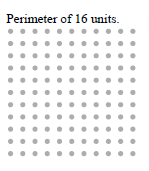 Perimeter of 16 units.